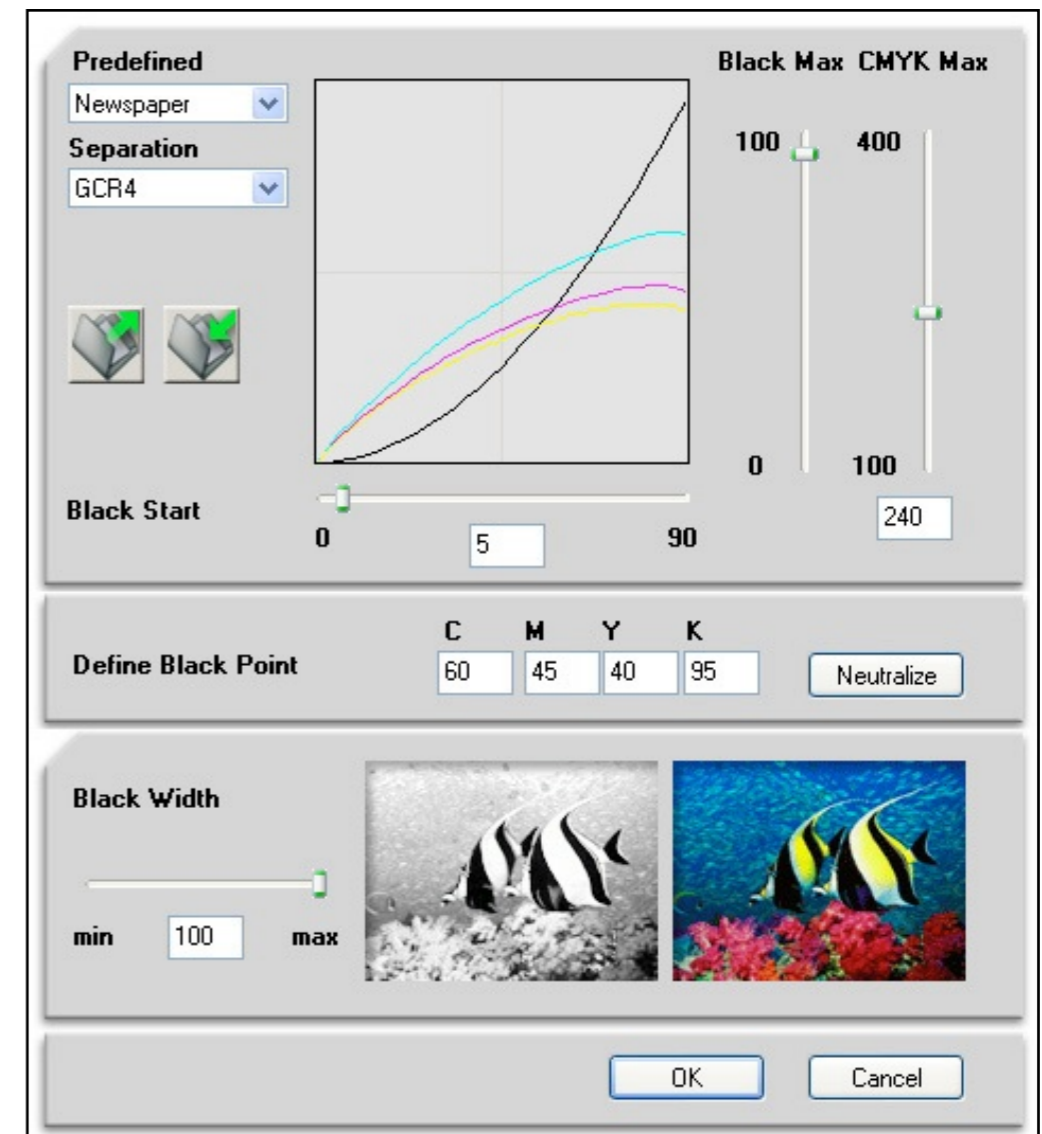 Predefined
Newspaper
Separation
GCR4
Black Max CMYK Max
100 400
0 100
240
Black Start
0 5 90
Define Black Point
C M Y K
60 45 40 95
Neutralize
Black Width
min 100 max
OK Cancel